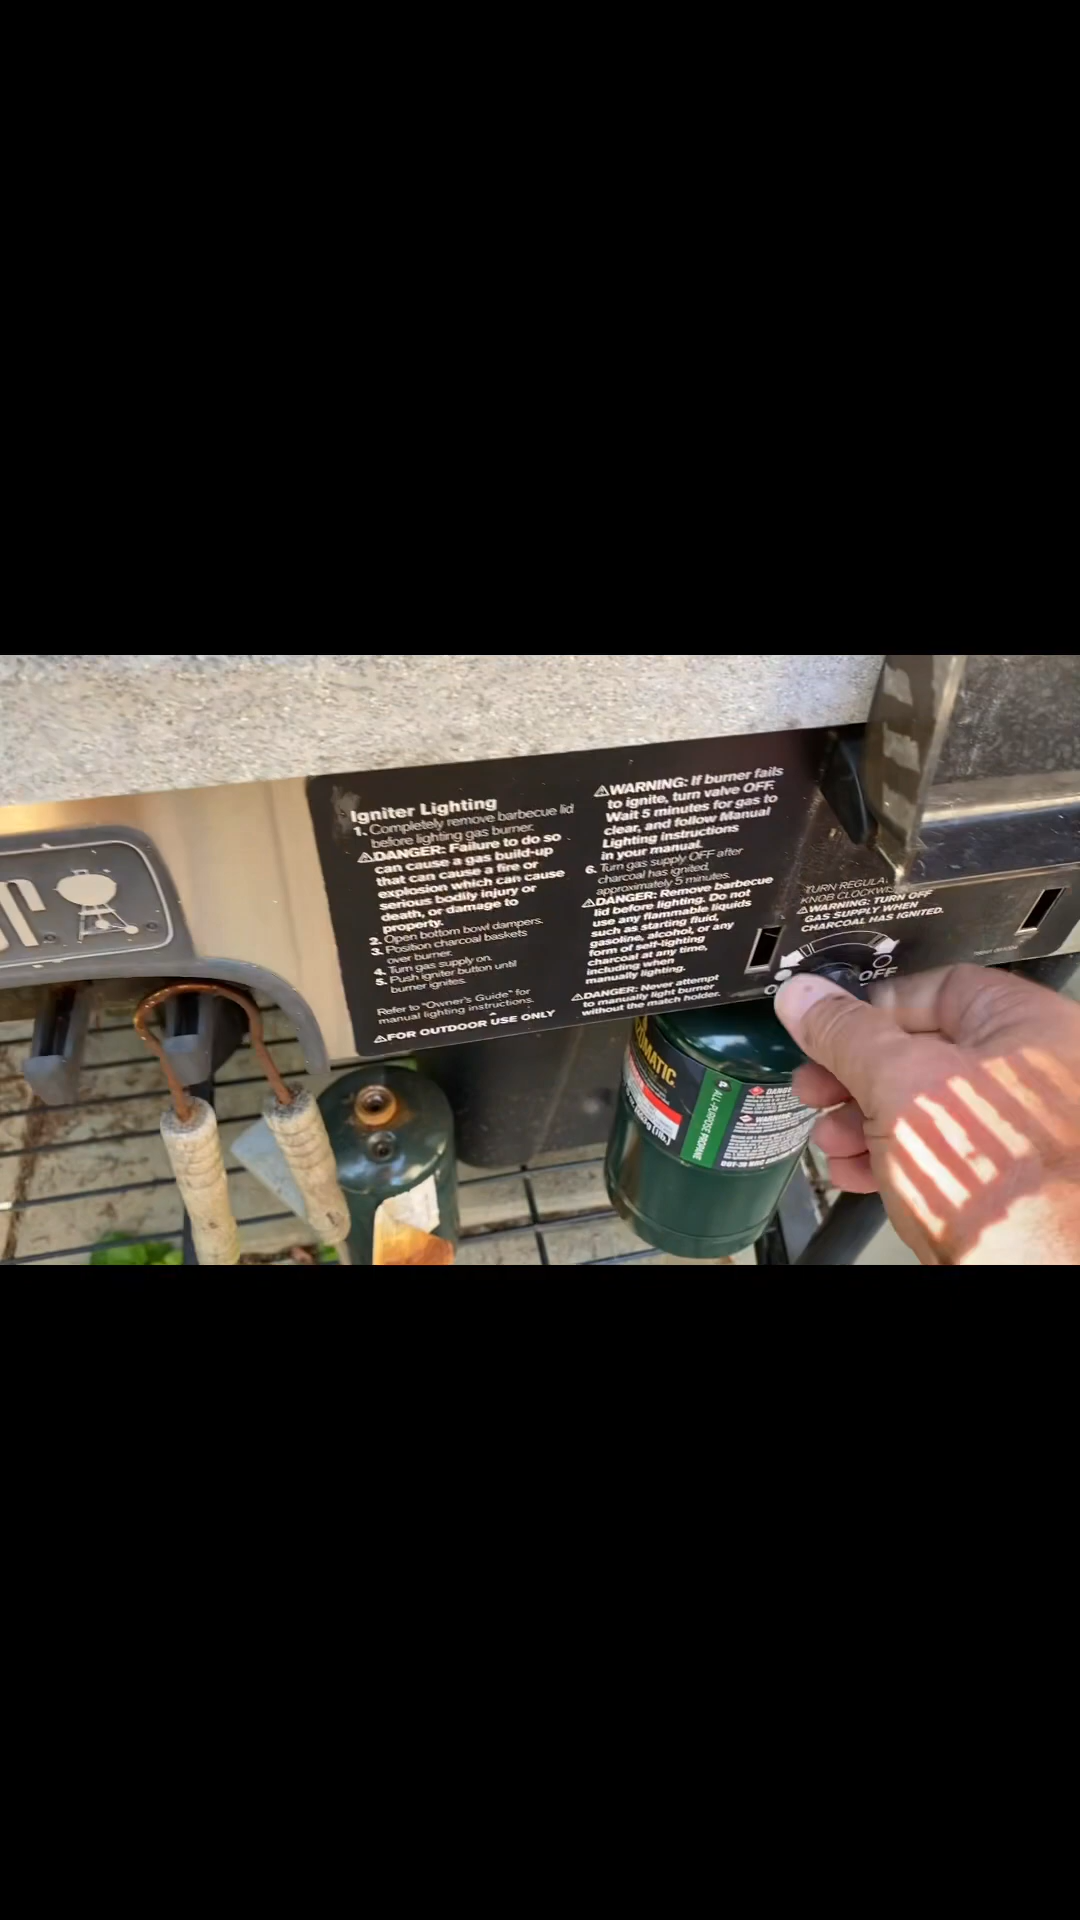 Igniter Lighting
1. Completely remove barbecue lid
before lighting gas burner.
⚠DANGER: Failure to do so
can cause a gas build-up
that can cause a fire or
explosion which can cause
serious bodily injury or
death, or damage to
property.
2. Open bottom bowl dampers.
3. Position charcoal baskets
over burner.
4. Turn gas supply on.
5. Push igniter button until
burner ignites.
Refer to "Owner's Guide" for
manual lighting instructions.
⚠FOR OUTDOOR USE ONLY
⚠WARNING: If burner fails
to ignite, turn valve OFF.
Wait 5 minutes for gas to
clear, and follow Manual
Lighting instructions
in your manual.
6. Turn gas supply OFF after
charcoal has ignited,
approximately 5 minutes.
⚠DANGER: Remove barbecue
lid before lighting. Do not
use any flammable liquids
such as starting fluid,
gasoline, alcohol, or any
form of self-lighting
charcoal at any time,
including when
manually lighting.
⚠DANGER: Never attempt
to manually light burner
without the match holder.
TURN REGULA
KNOB CLOCKWIS
⚠WARNING: TURN OFF
GAS SUPPLY WHEN
CHARCOAL HAS IGNITED.
OFF
ZOMATIC
ALL-PURPOSE PROPANE
DANGE
WARNING